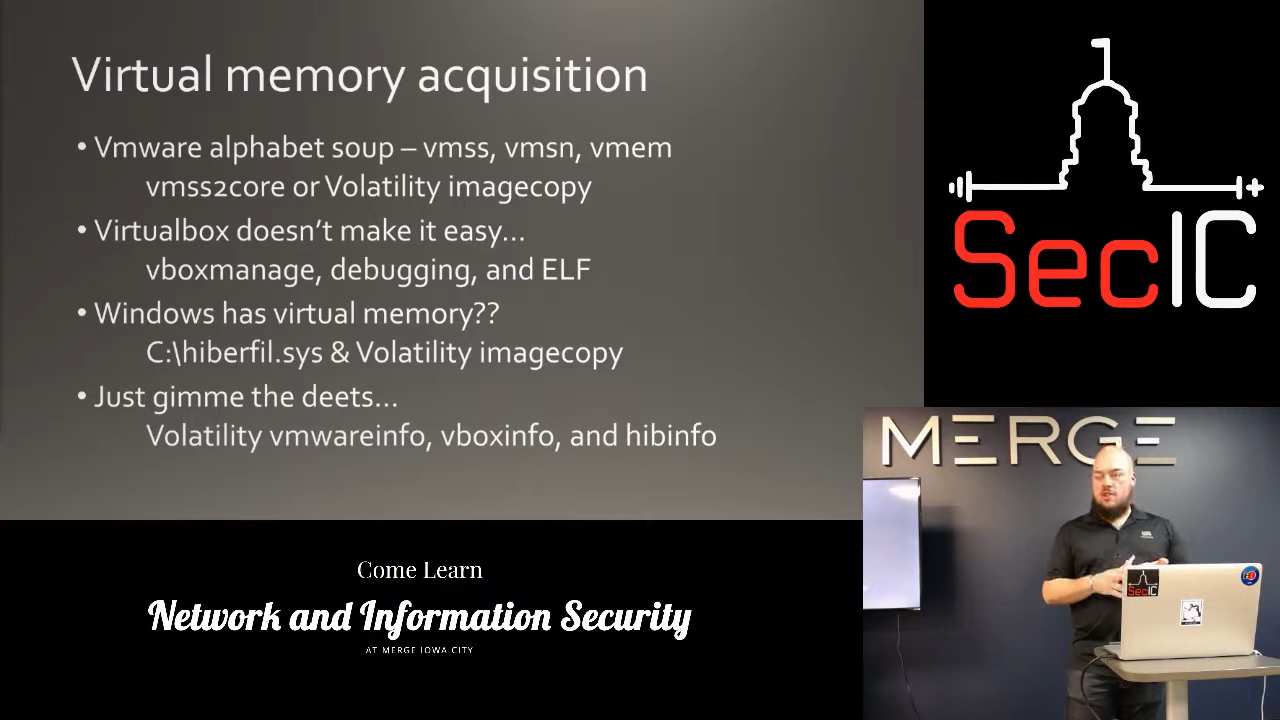 Virtual memory acquisition
• Vmware alphabet soup – vmss, vmsn, vmem
vmss2core or Volatility imagecopy
• Virtualbox doesn't make it easy...
vboxmanage, debugging, and ELF
• Windows has virtual memory??
C:\hiberfil.sys & Volatility imagecopy
• Just gimme the deets...
Volatility vmwareinfo, vboxinfo, and hibinfo
SecIC
MERGE
SecIC
Come Learn
Network and Information Security
AT MERGE IOWA CITY